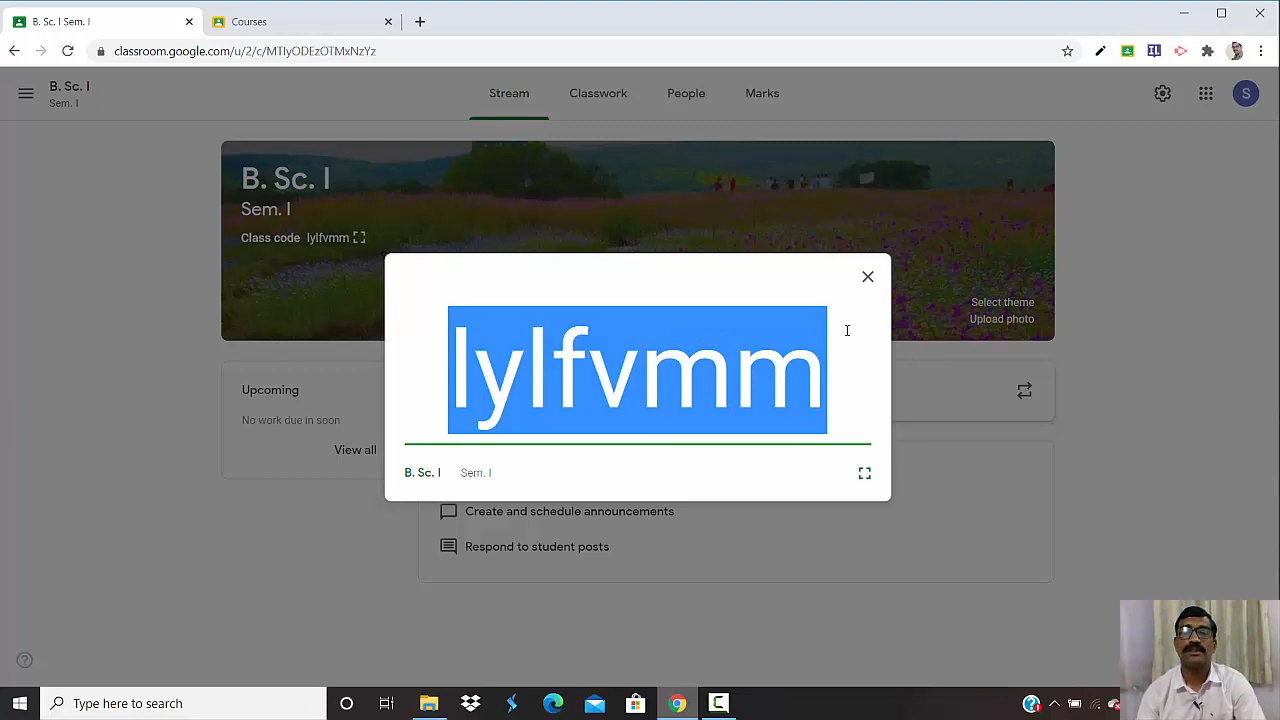 B. Sc. I Sem. I
Courses
classroom.google.com/u/2/c/MTIyODEzOTMxNzYz
B. Sc. I
Sem. I
Stream
Classwork
People
Marks
S
B. Sc. I
Sem. I
Class code lylfvmm
Select theme
Upload photo
lylfvmm
B. Sc. I Sem. I
Upcoming
No work due in soon
View all
Create and schedule announcements
Respond to student posts
Type here to search